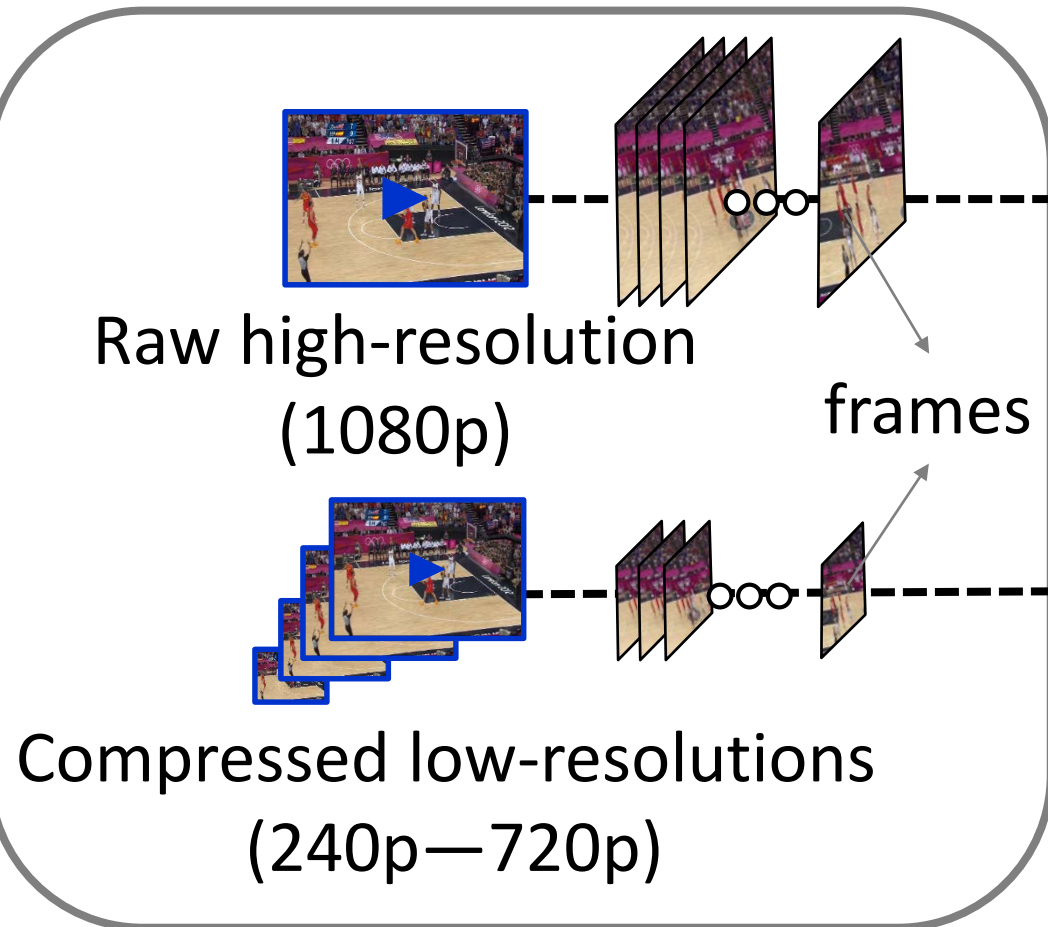 Raw high-resolution
(1080p)
frames
Compressed low-resolutions
(240p—720p)